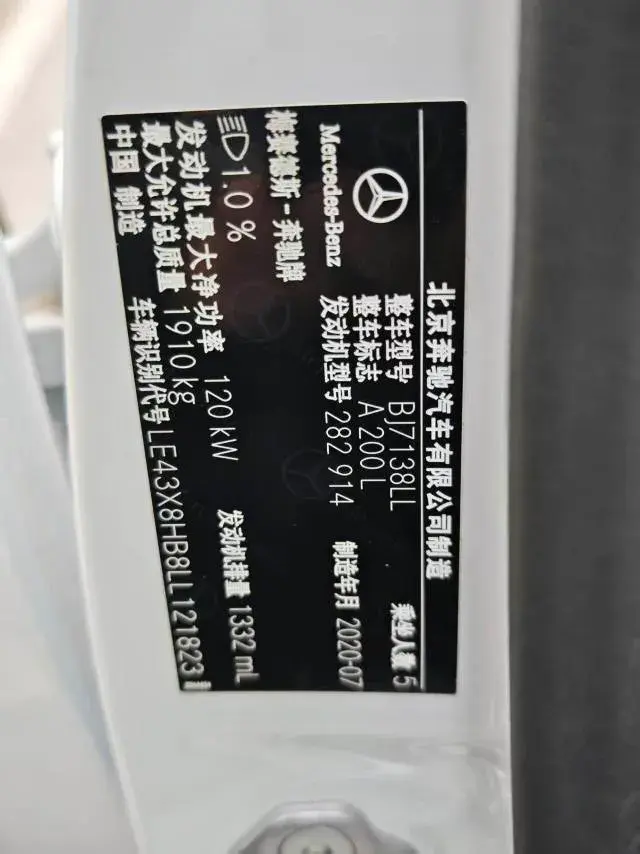 北京奔驰汽车有限公司制造
Mercedes-Benz
梅赛德斯-奔驰牌
整车型号 BJ7138LL 乘坐人数 5
整车标志 A 200 L
发动机型号 282 914 制造年月 2020-07
1.0 %
发动机最大净功率 120 kW 发动机排量 1332 mL
最大允许总质量 1910 kg
中国 制造 车辆识别代号 LE43X8HB8LL121823